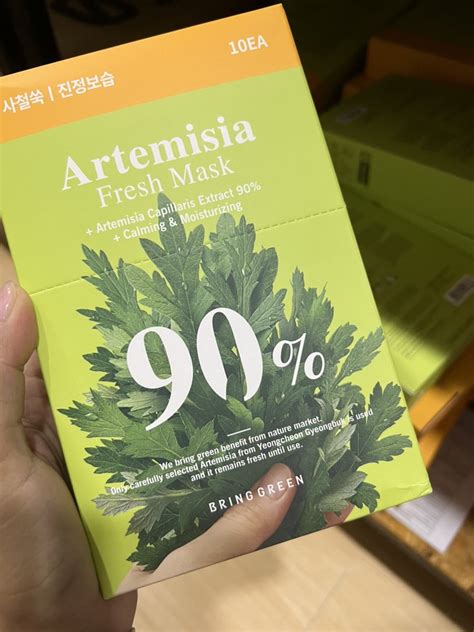 10EA
사철쑥 | 진정보습
Artemisia
Fresh Mask
+ Artemisia Capillaris Extract 90%
+ Calming & Moisturizing
90%
We bring green benefit from nature market.
Only carefully selected Artemisia from Yeongcheon Gyeongbuk, is used
and it remains fresh until use.
BRING GREEN